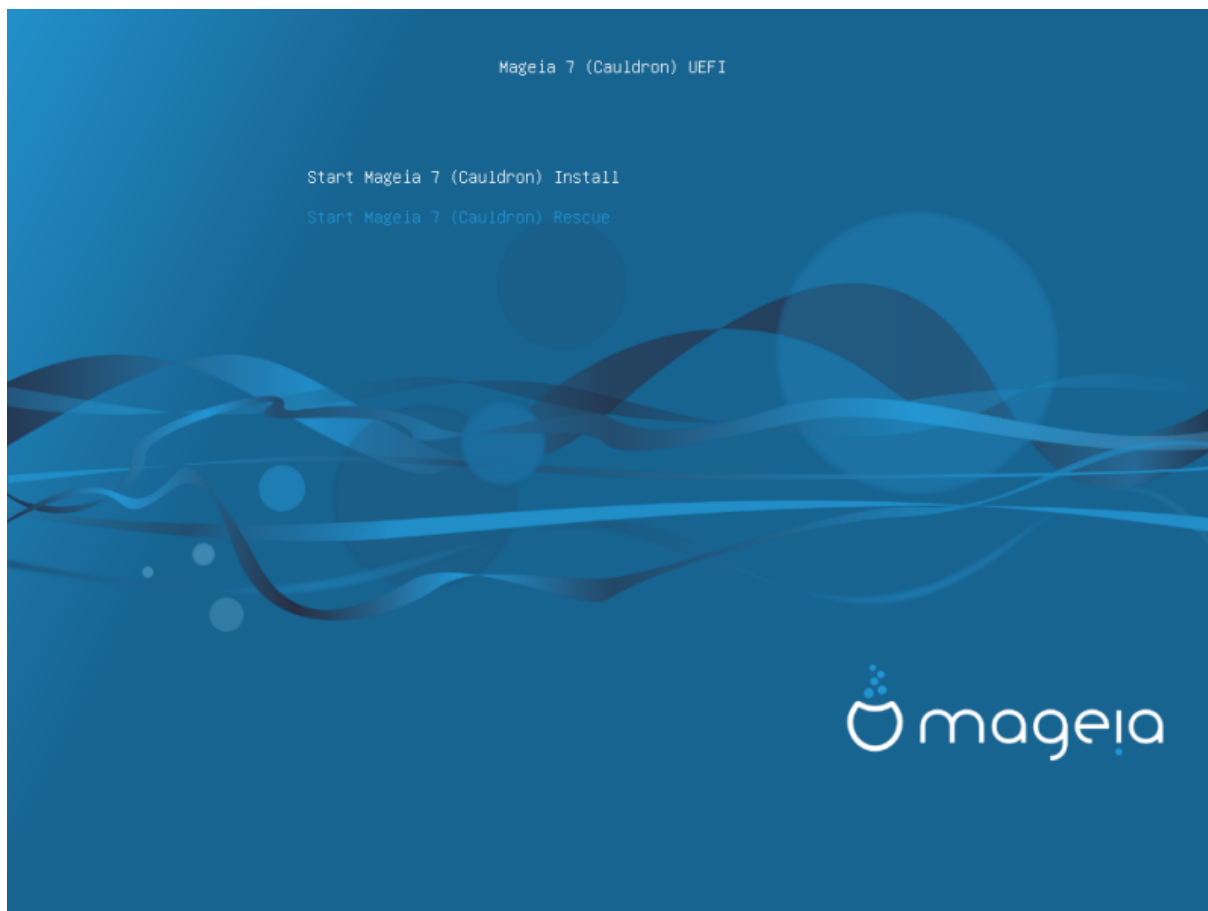 Mageia 7 (Cauldron) UEFI
Start Mageia 7 (Cauldron) Install
Start Mageia 7 (Cauldron) Rescue
mageia